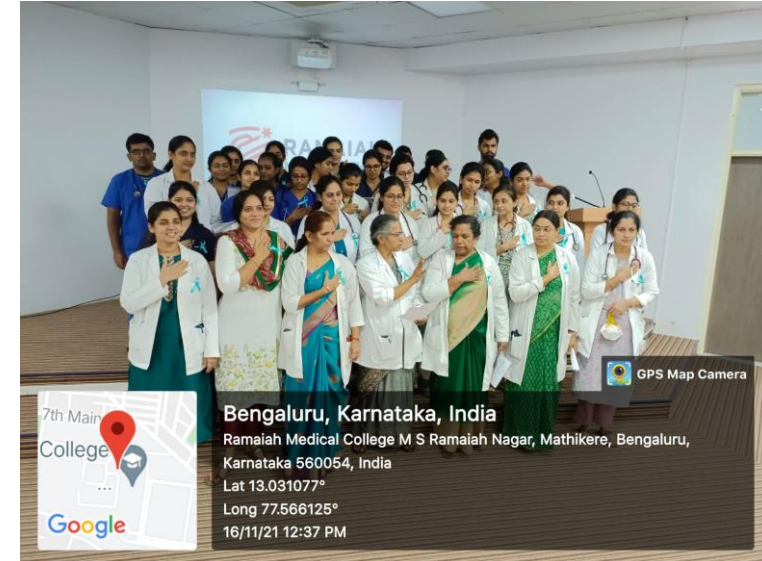 RAMAIAH
GPS Map Camera
7th Main
College
...
Google
Bengaluru, Karnataka, India
Ramaiah Medical College M S Ramaiah Nagar, Mathikere, Bengaluru,
Karnataka 560054, India
Lat 13.031077°
Long 77.566125°
16/11/21 12:37 PM